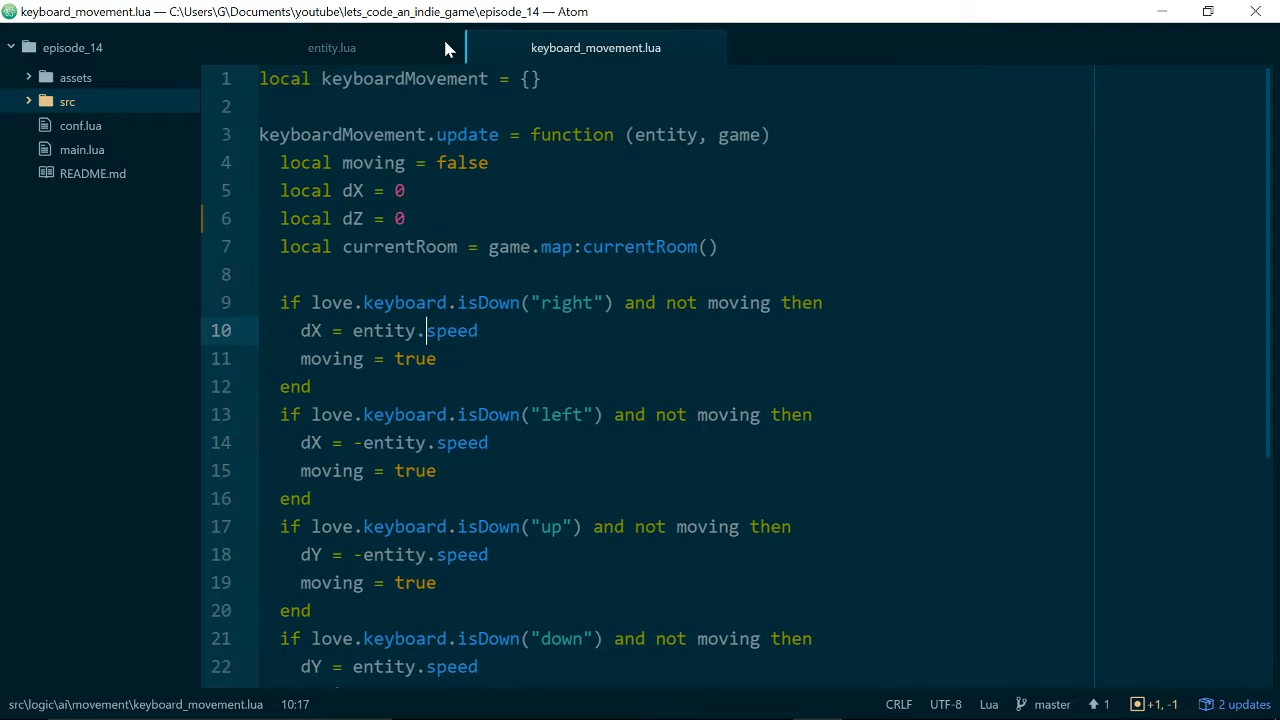 keyboard_movement.lua — C:\Users\G\Documents\youtube\lets_code_an_indie_game\episode_14 — Atom
episode_14
assets
src
conf.lua
main.lua
README.md
entity.lua
keyboard_movement.lua
1 local keyboardMovement = {}
2
3 keyboardMovement.update = function (entity, game)
4 local moving = false
5 local dX = 0
6 local dZ = 0
7 local currentRoom = game.map:currentRoom()
8
9 if love.keyboard.isDown("right") and not moving then
10 dX = entity.speed
11 moving = true
12 end
13 if love.keyboard.isDown("left") and not moving then
14 dX = -entity.speed
15 moving = true
16 end
17 if love.keyboard.isDown("up") and not moving then
18 dY = -entity.speed
19 moving = true
20 end
21 if love.keyboard.isDown("down") and not moving then
22 dY = entity.speed
src\logic\ai\movement\keyboard_movement.lua 10:17 CRLF UTF-8 Lua master 1 +1, -1 2 updates